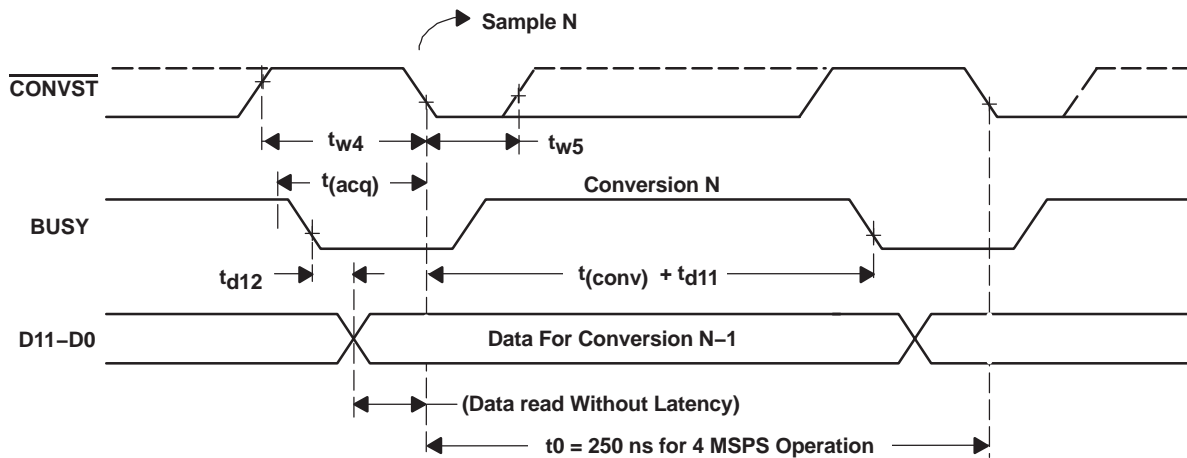 Sample N
CONVST
tw4
tw5
t(acq)
Conversion N
BUSY
td12
t(conv) + td11
D11–D0
Data For Conversion N–1
(Data read Without Latency)
t0 = 250 ns for 4 MSPS Operation